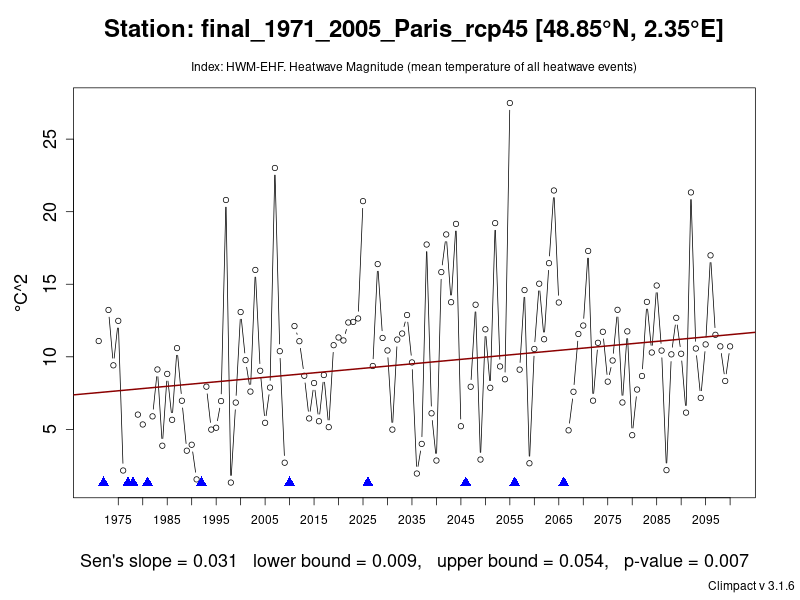 Station: final_1971_2005_Paris_rcp45 [48.85°N, 2.35°E]
Index: HWM-EHF. Heatwave Magnitude (mean temperature of all heatwave events)
°C^2
25
20
15
10
5
1975 1985 1995 2005 2015 2025 2035 2045 2055 2065 2075 2085 2095
Sen's slope = 0.031 lower bound = 0.009, upper bound = 0.054, p-value = 0.007
Climpact v 3.1.6